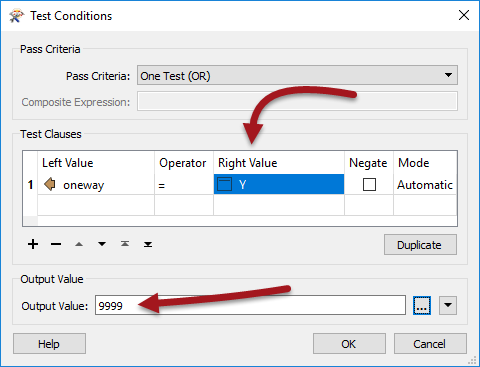 Test Conditions
Pass Criteria
Pass Criteria: One Test (OR)
Composite Expression:
Test Clauses
Left Value Operator Right Value Negate Mode
1 oneway = Y Automatic
Duplicate
Output Value
Output Value: 9999 ...
Help OK Cancel